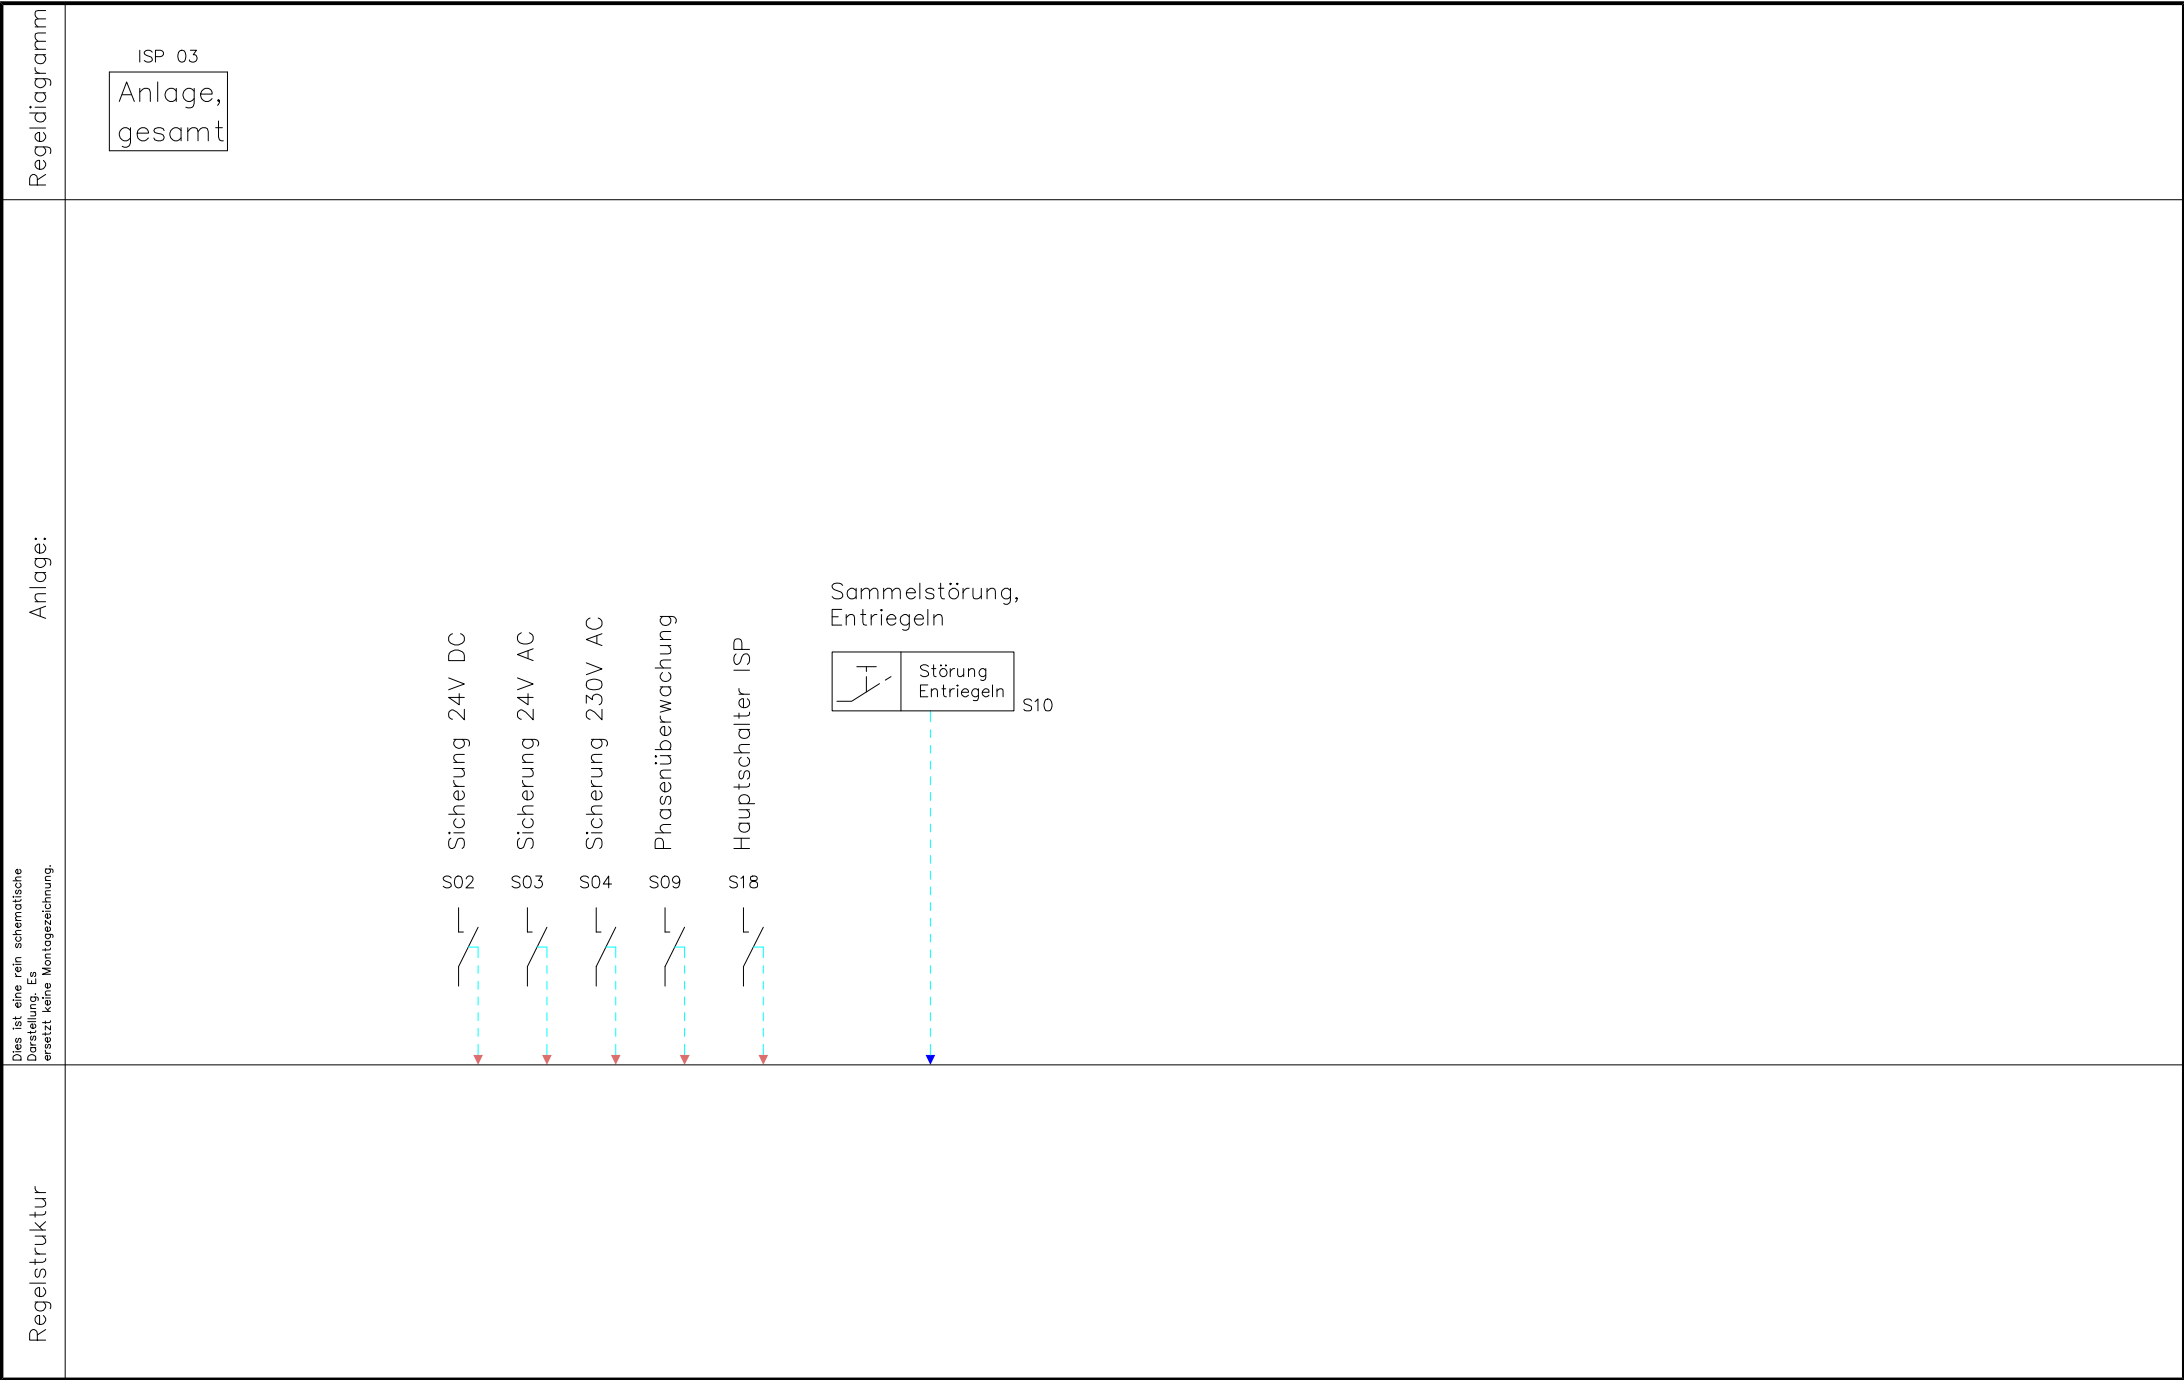 Regeldiagramm
ISP 03
Anlage,
gesamt
Anlage:
Dies ist eine rein schematische
Darstellung. Es
ersetzt keine Montagezeichnung.
Sicherung 24V DC
S02
Sicherung 24V AC
S03
Sicherung 230V AC
S04
Phasenüberwachung
S09
Hauptschalter ISP
S18
Sammelstörung,
Entriegeln
Störung
Entriegeln
S10
Regelstruktur